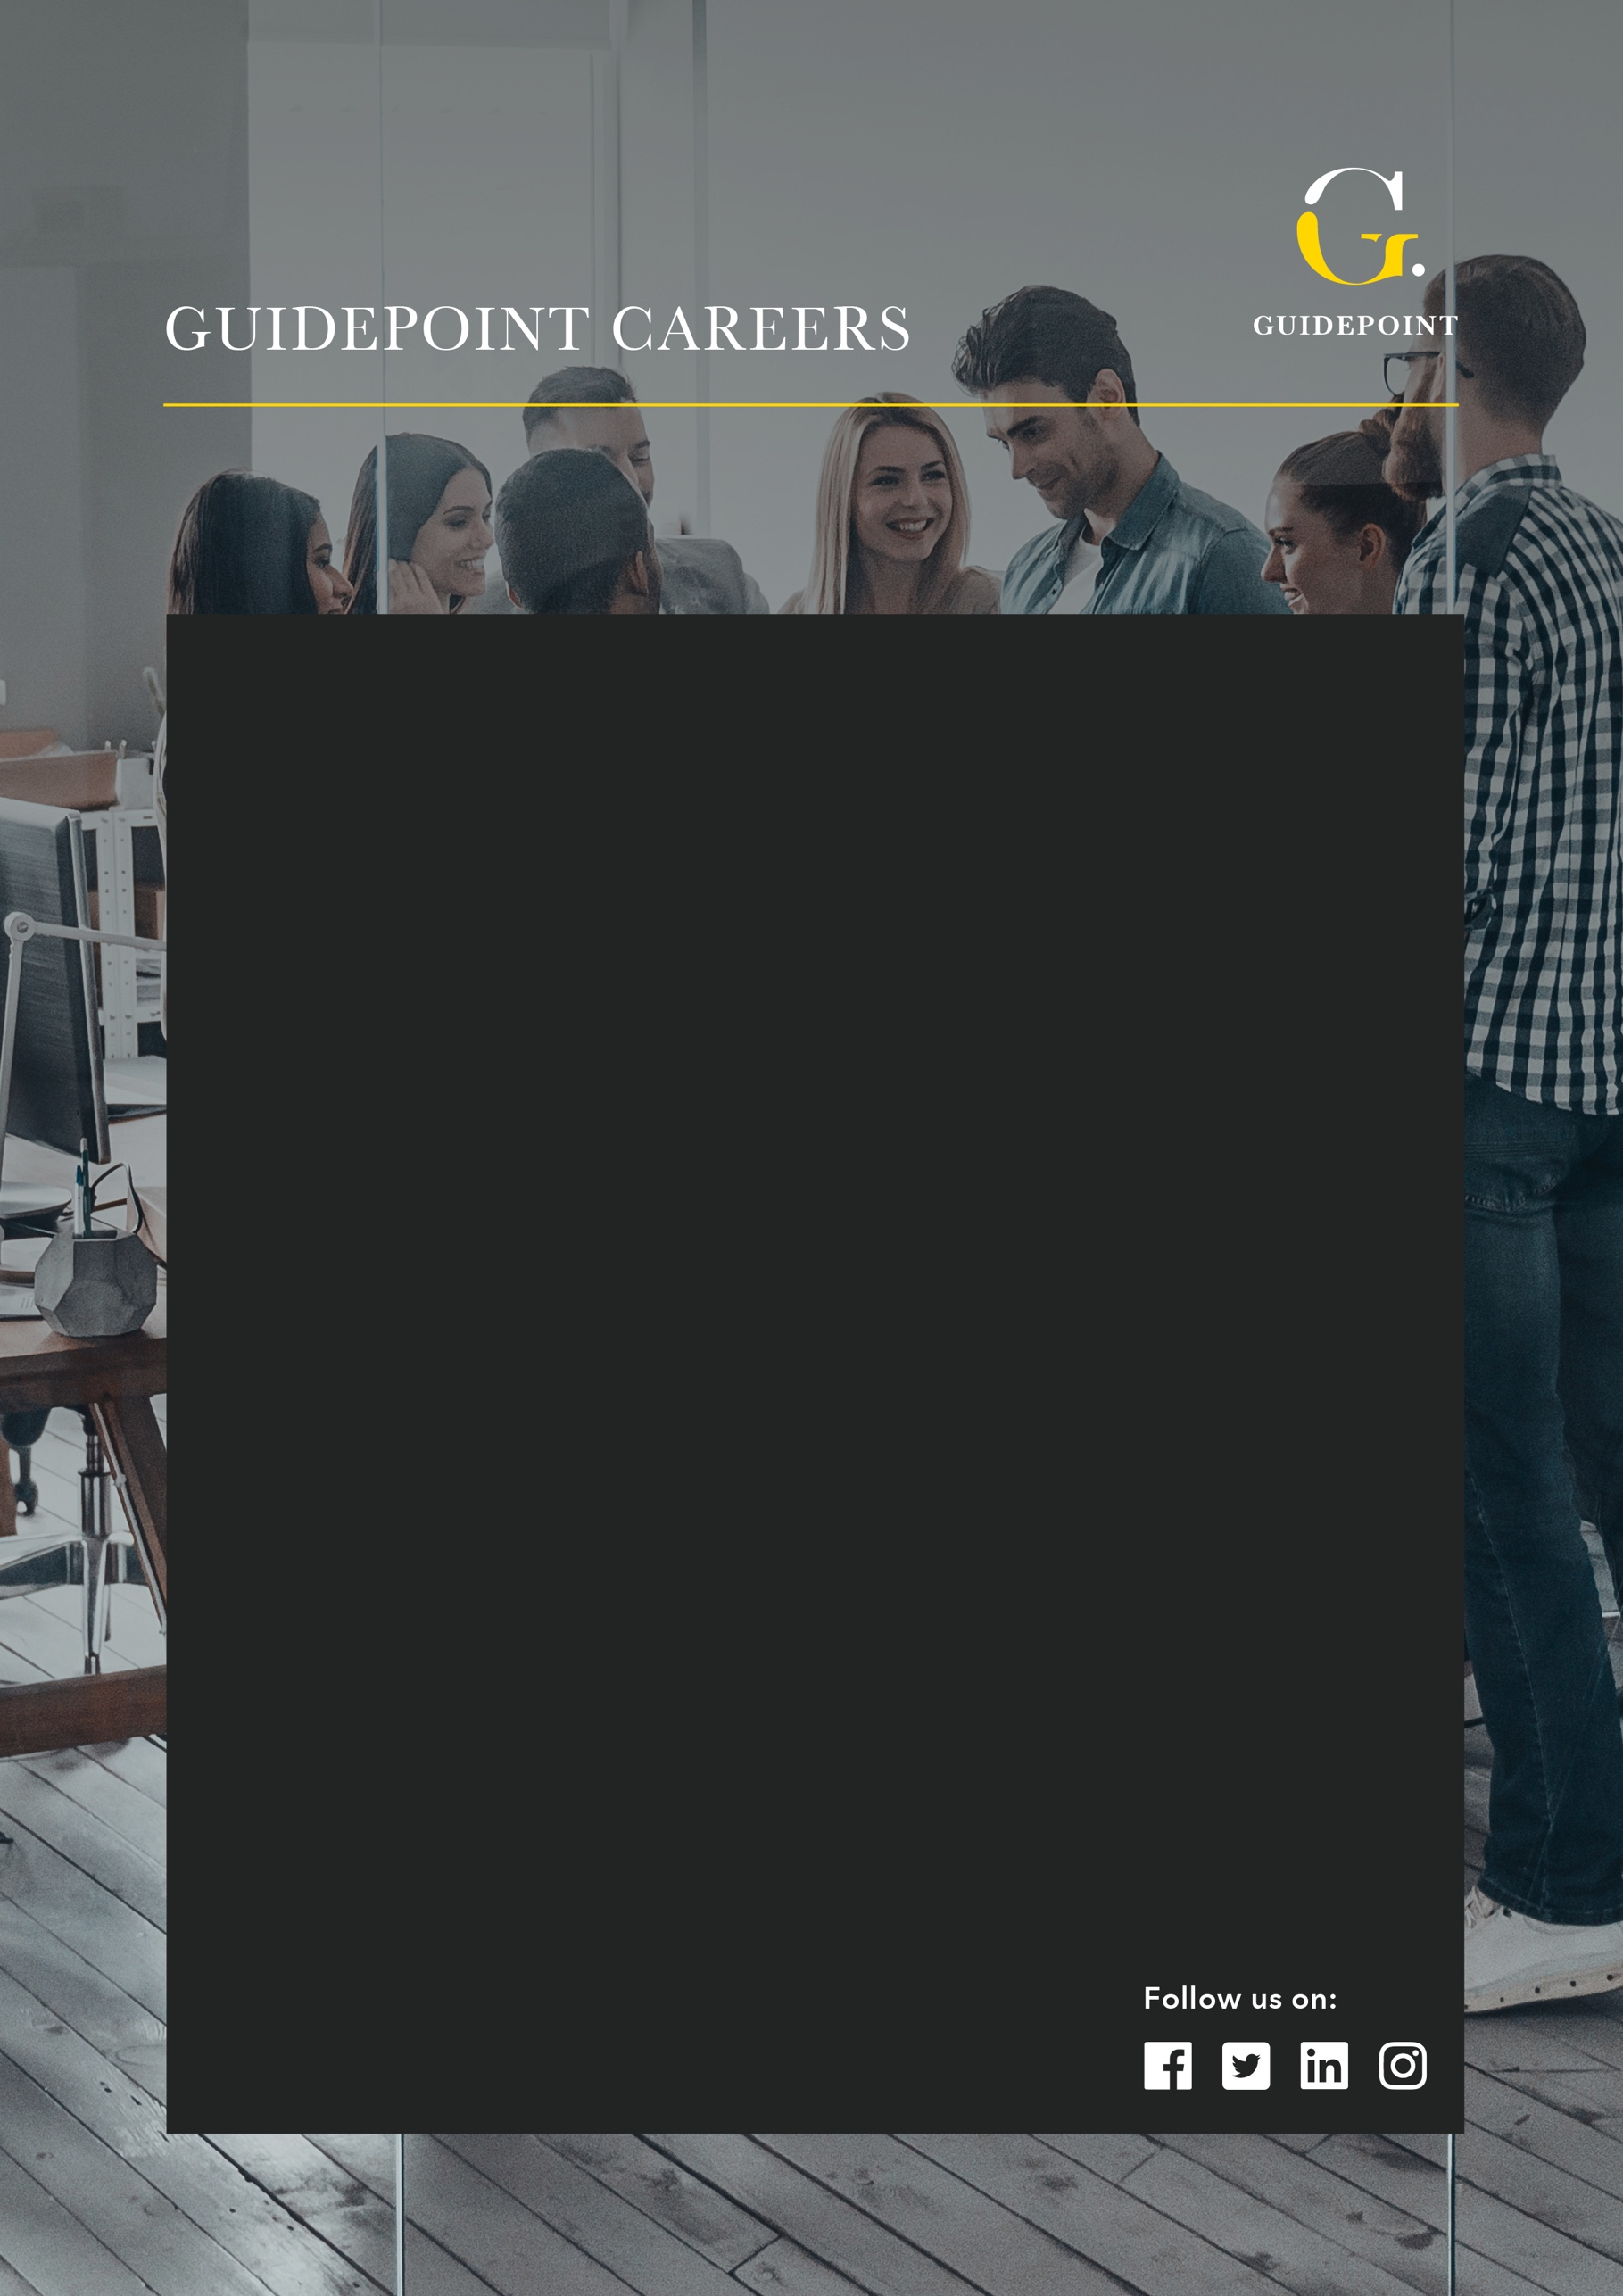 GUIDEPOINT CAREERS
G.
GUIDEPOINT
Follow us on: